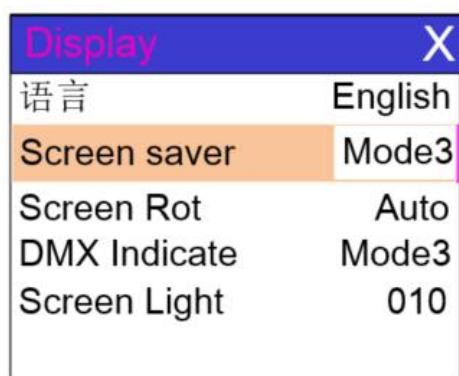 Display X
语言 English
Screen saver Mode3
Screen Rot Auto
DMX Indicate Mode3
Screen Light 010